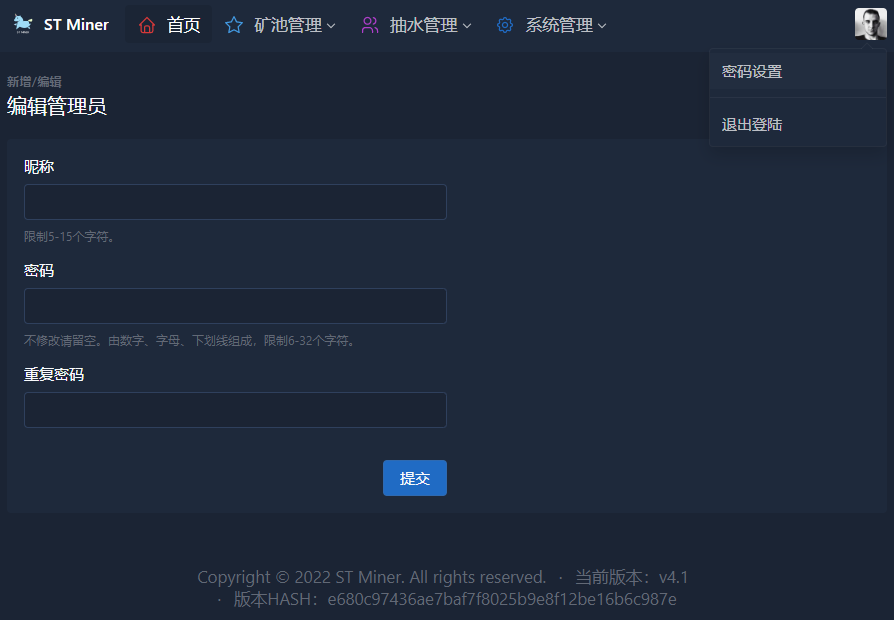 ST Miner 首页 矿池管理 抽水管理 系统管理
密码设置
退出登陆
新增/编辑
编辑管理员
昵称
限制5-15个字符。
密码
不修改请留空。由数字、字母、下划线组成，限制6-32个字符。
重复密码
提交
Copyright © 2022 ST Miner. All rights reserved. · 当前版本：v4.1
· 版本HASH：e680c97436ae7baf7f8025b9e8f12be16b6c987e